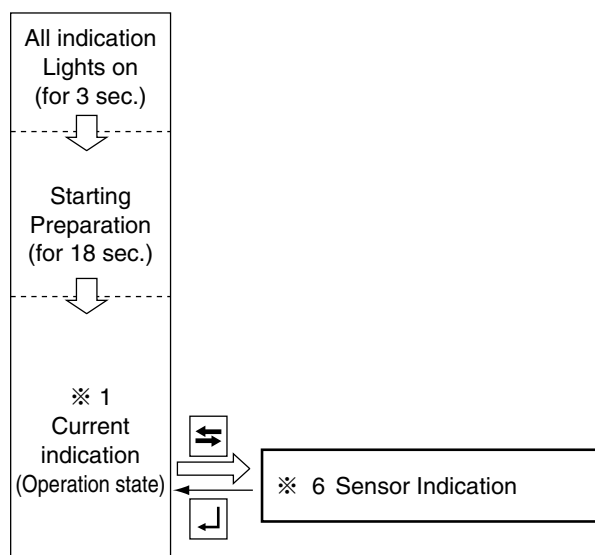 All indication
Lights on
(for 3 sec.)
Starting
Preparation
(for 18 sec.)
※ 1
Current
indication
(Operation state)
※ 6 Sensor Indication